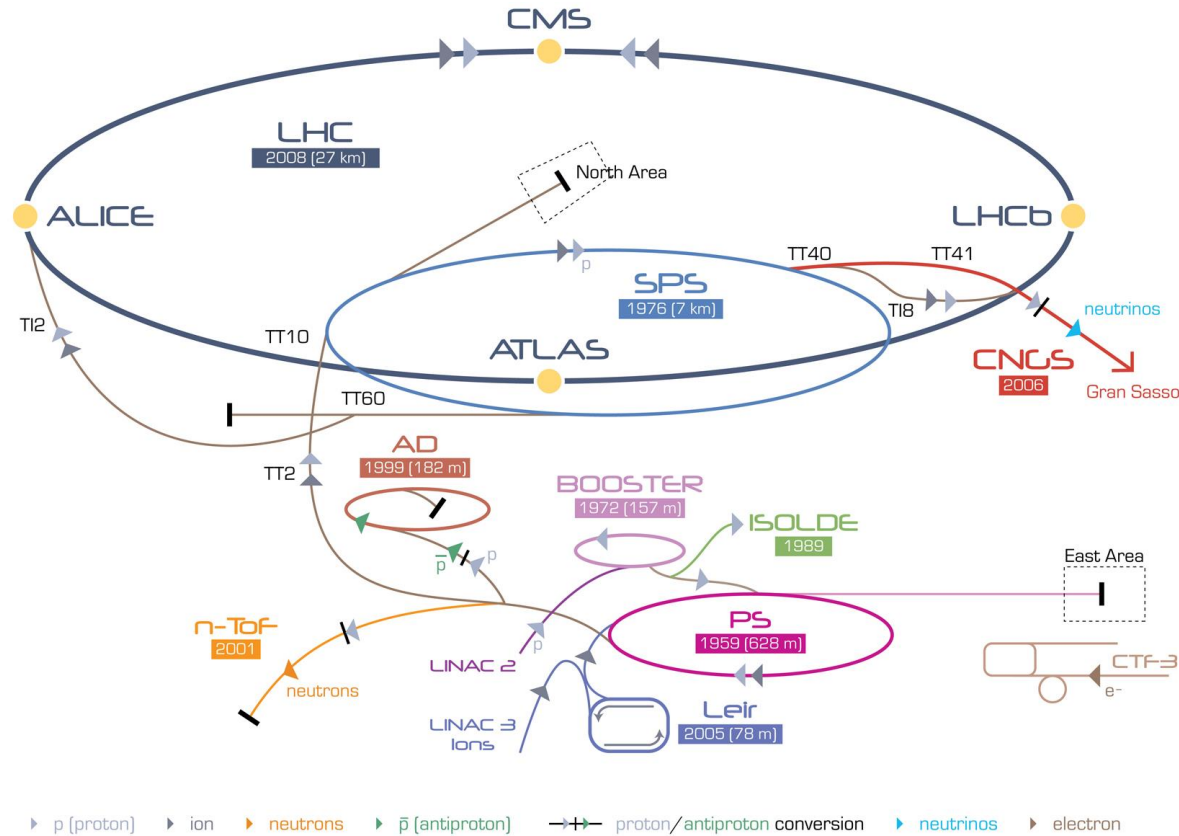 CMS
LHC
2008 (27 km)
North Area
ALICE
LHCb
TT40
TT41
SPS
1976 (7 km)
p
TI8
neutrinos
TI2
TT10
ATLAS
CNGS
2006
Gran Sasso
TT60
AD
1999 (182 m)
TT2
BOOSTER
1972 (157 m)
ISOLDE
1989
p̅
p
East Area
n-ToF
2001
PS
1959 (628 m)
LINAC 2
p
neutrons
CTF-3
e-
LINAC 3
Ions
Leir
2005 (78 m)
p (proton)
ion
neutrons
p̅ (antiproton)
proton/antiproton conversion
neutrinos
electron